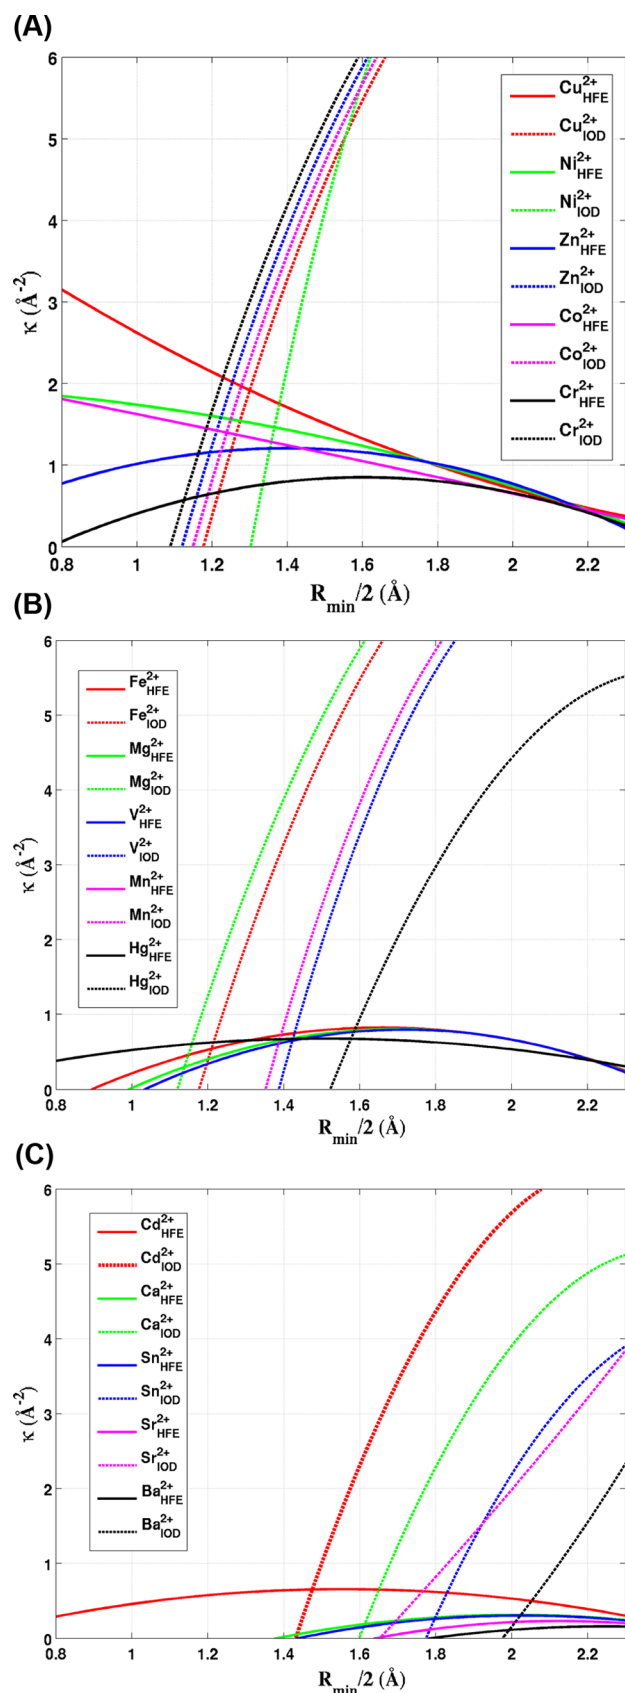 (A)
6
5
4
3
2
1
0
κ (Å⁻²)
Cu²⁺HFE
Cu²⁺IOD
Ni²⁺HFE
Ni²⁺IOD
Zn²⁺HFE
Zn²⁺IOD
Co²⁺HFE
Co²⁺IOD
Cr²⁺HFE
Cr²⁺IOD
0.8 1 1.2 1.4 1.6 1.8 2 2.2
Rmin/2 (Å)
(B)
6
5
4
3
2
1
0
κ (Å⁻²)
Fe²⁺HFE
Fe²⁺IOD
Mg²⁺HFE
Mg²⁺IOD
V²⁺HFE
V²⁺IOD
Mn²⁺HFE
Mn²⁺IOD
Hg²⁺HFE
Hg²⁺IOD
0.8 1 1.2 1.4 1.6 1.8 2 2.2
Rmin/2 (Å)
(C)
6
5
4
3
2
1
0
κ (Å⁻²)
Cd²⁺HFE
Cd²⁺IOD
Ca²⁺HFE
Ca²⁺IOD
Sn²⁺HFE
Sn²⁺IOD
Sr²⁺HFE
Sr²⁺IOD
Ba²⁺HFE
Ba²⁺IOD
0.8 1 1.2 1.4 1.6 1.8 2 2.2
Rmin/2 (Å)